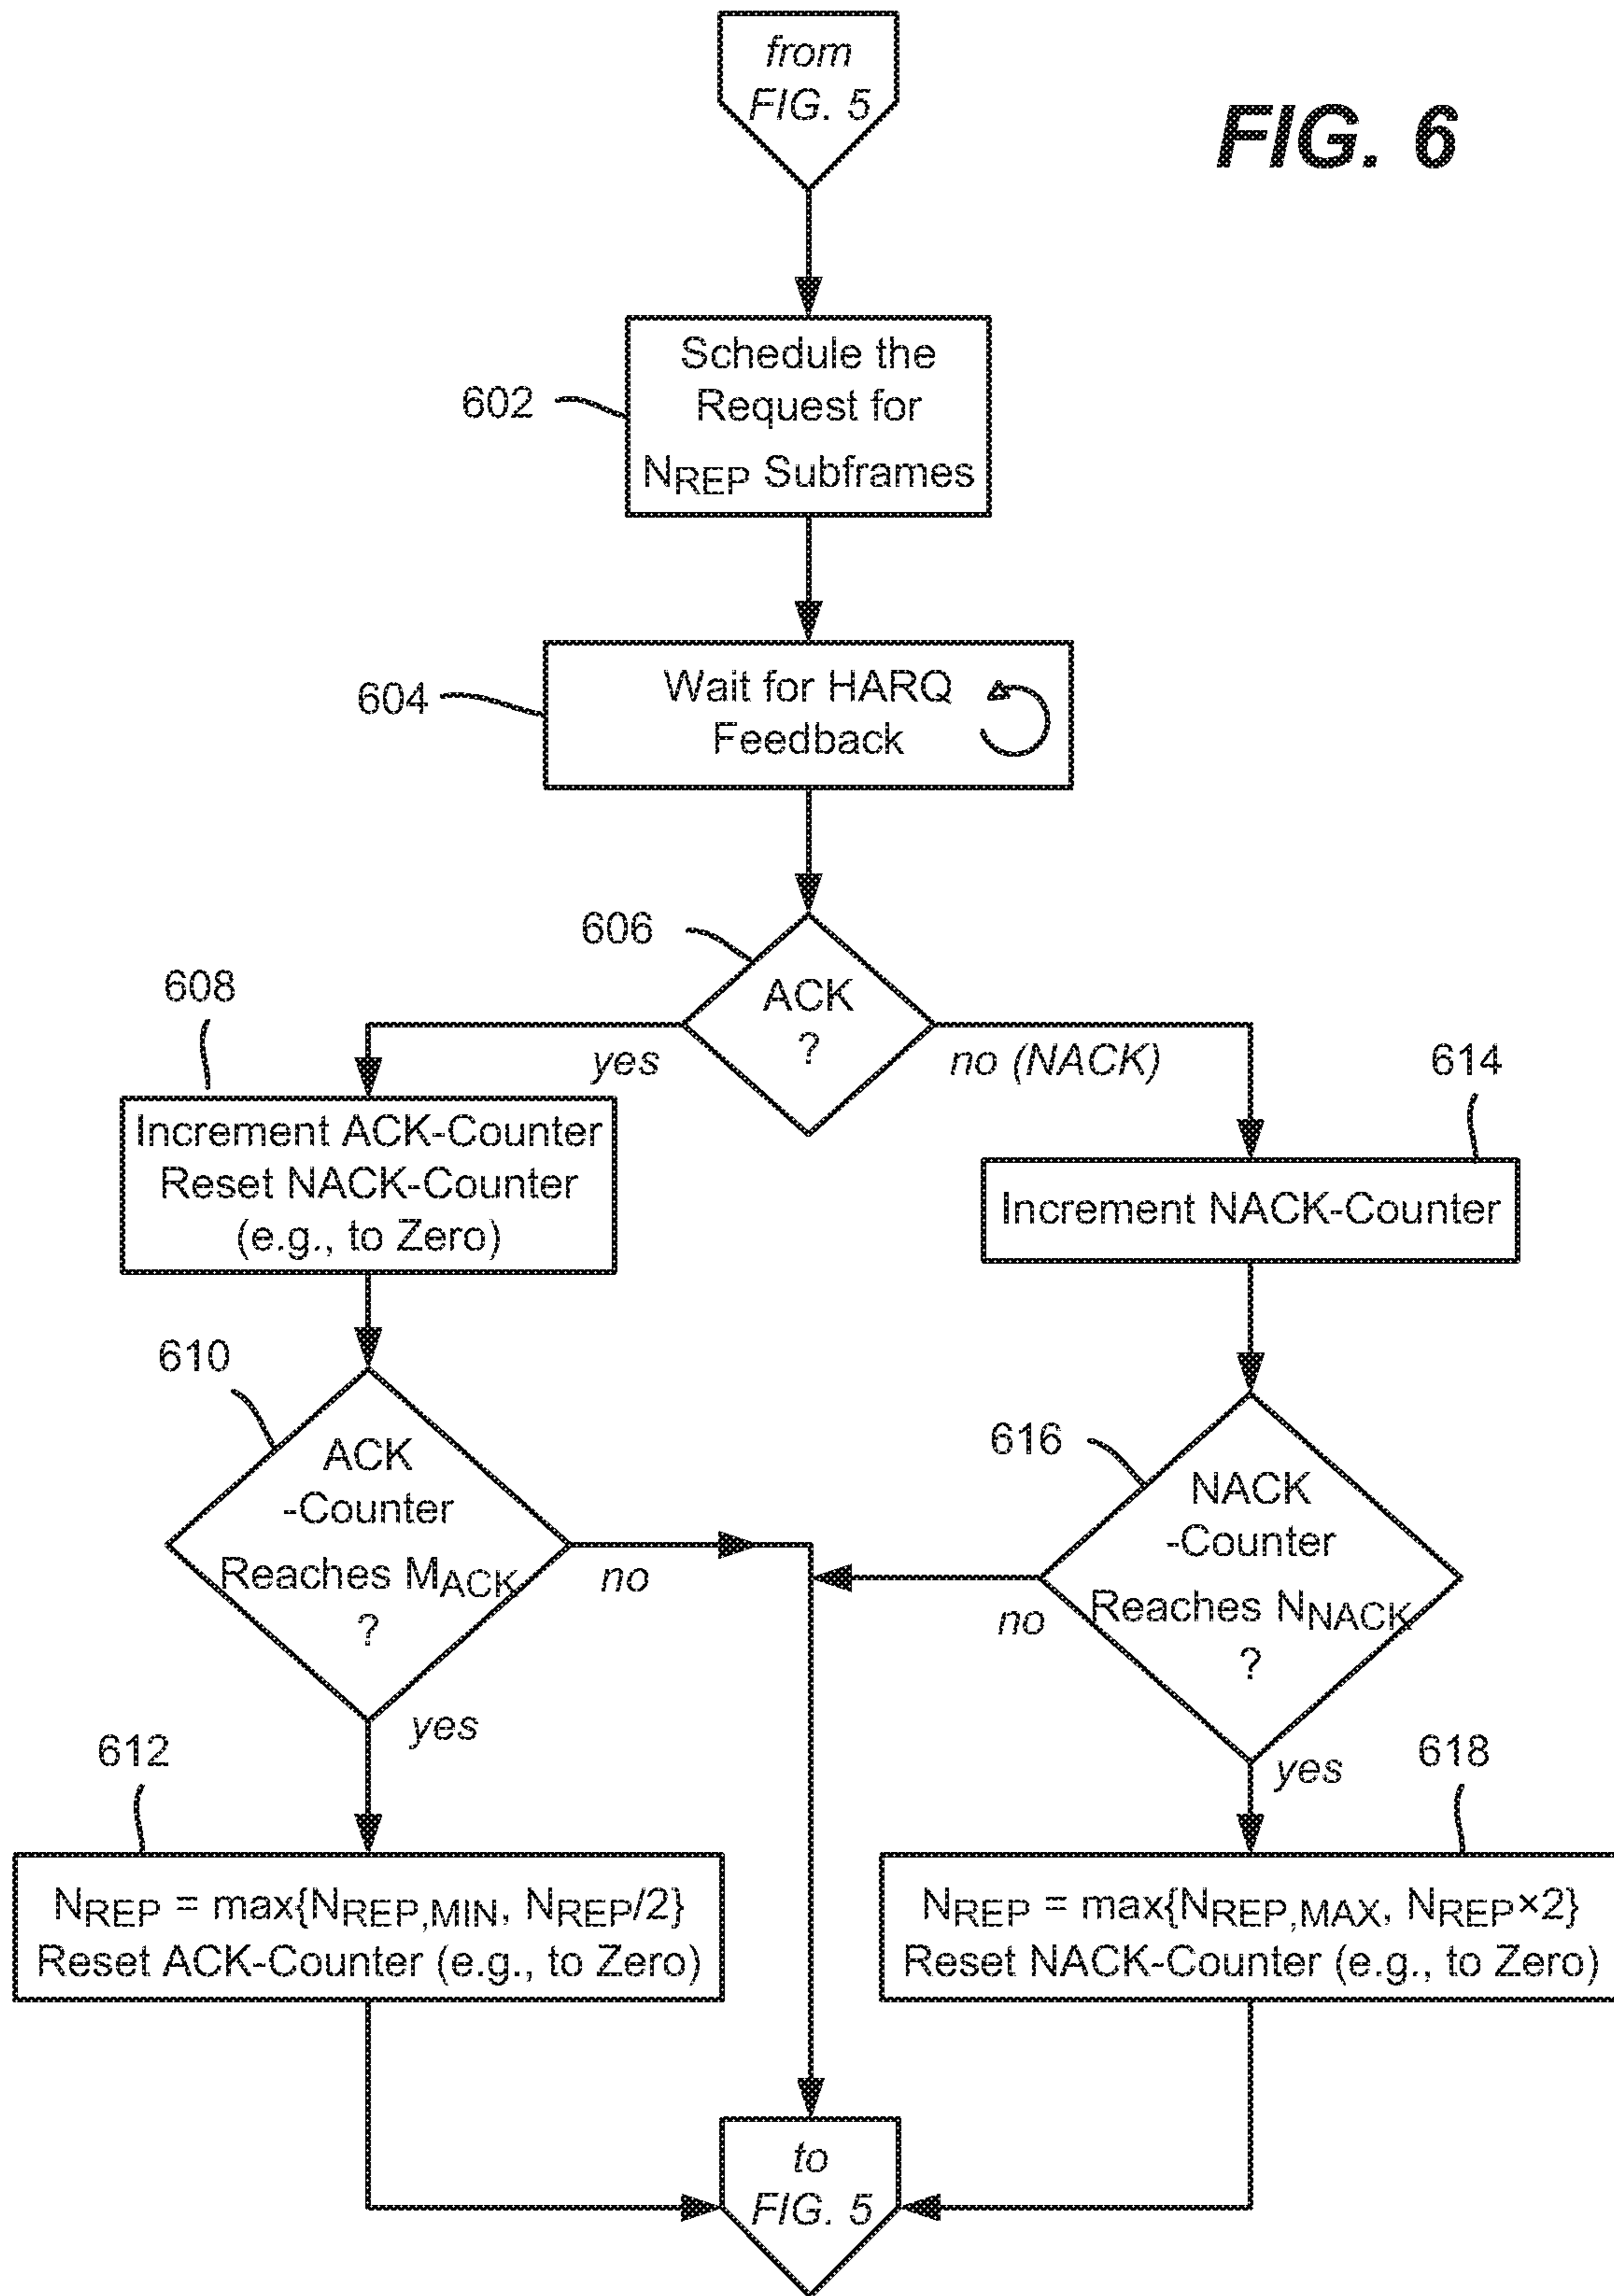 from
FIG. 5
FIG. 6
602
Schedule the
Request for
NREP Subframes
604
Wait for HARQ
Feedback
606
ACK
?
yes
no (NACK)
608
Increment ACK-Counter
Reset NACK-Counter
(e.g., to Zero)
614
Increment NACK-Counter
610
ACK
-Counter
Reaches MACK
?
no
yes
616
NACK
-Counter
Reaches NNACK
?
no
yes
612
NREP = max{NREP,MIN, NREP/2}
Reset ACK-Counter (e.g., to Zero)
618
NREP = max{NREP,MAX, NREP×2}
Reset NACK-Counter (e.g., to Zero)
to
FIG. 5